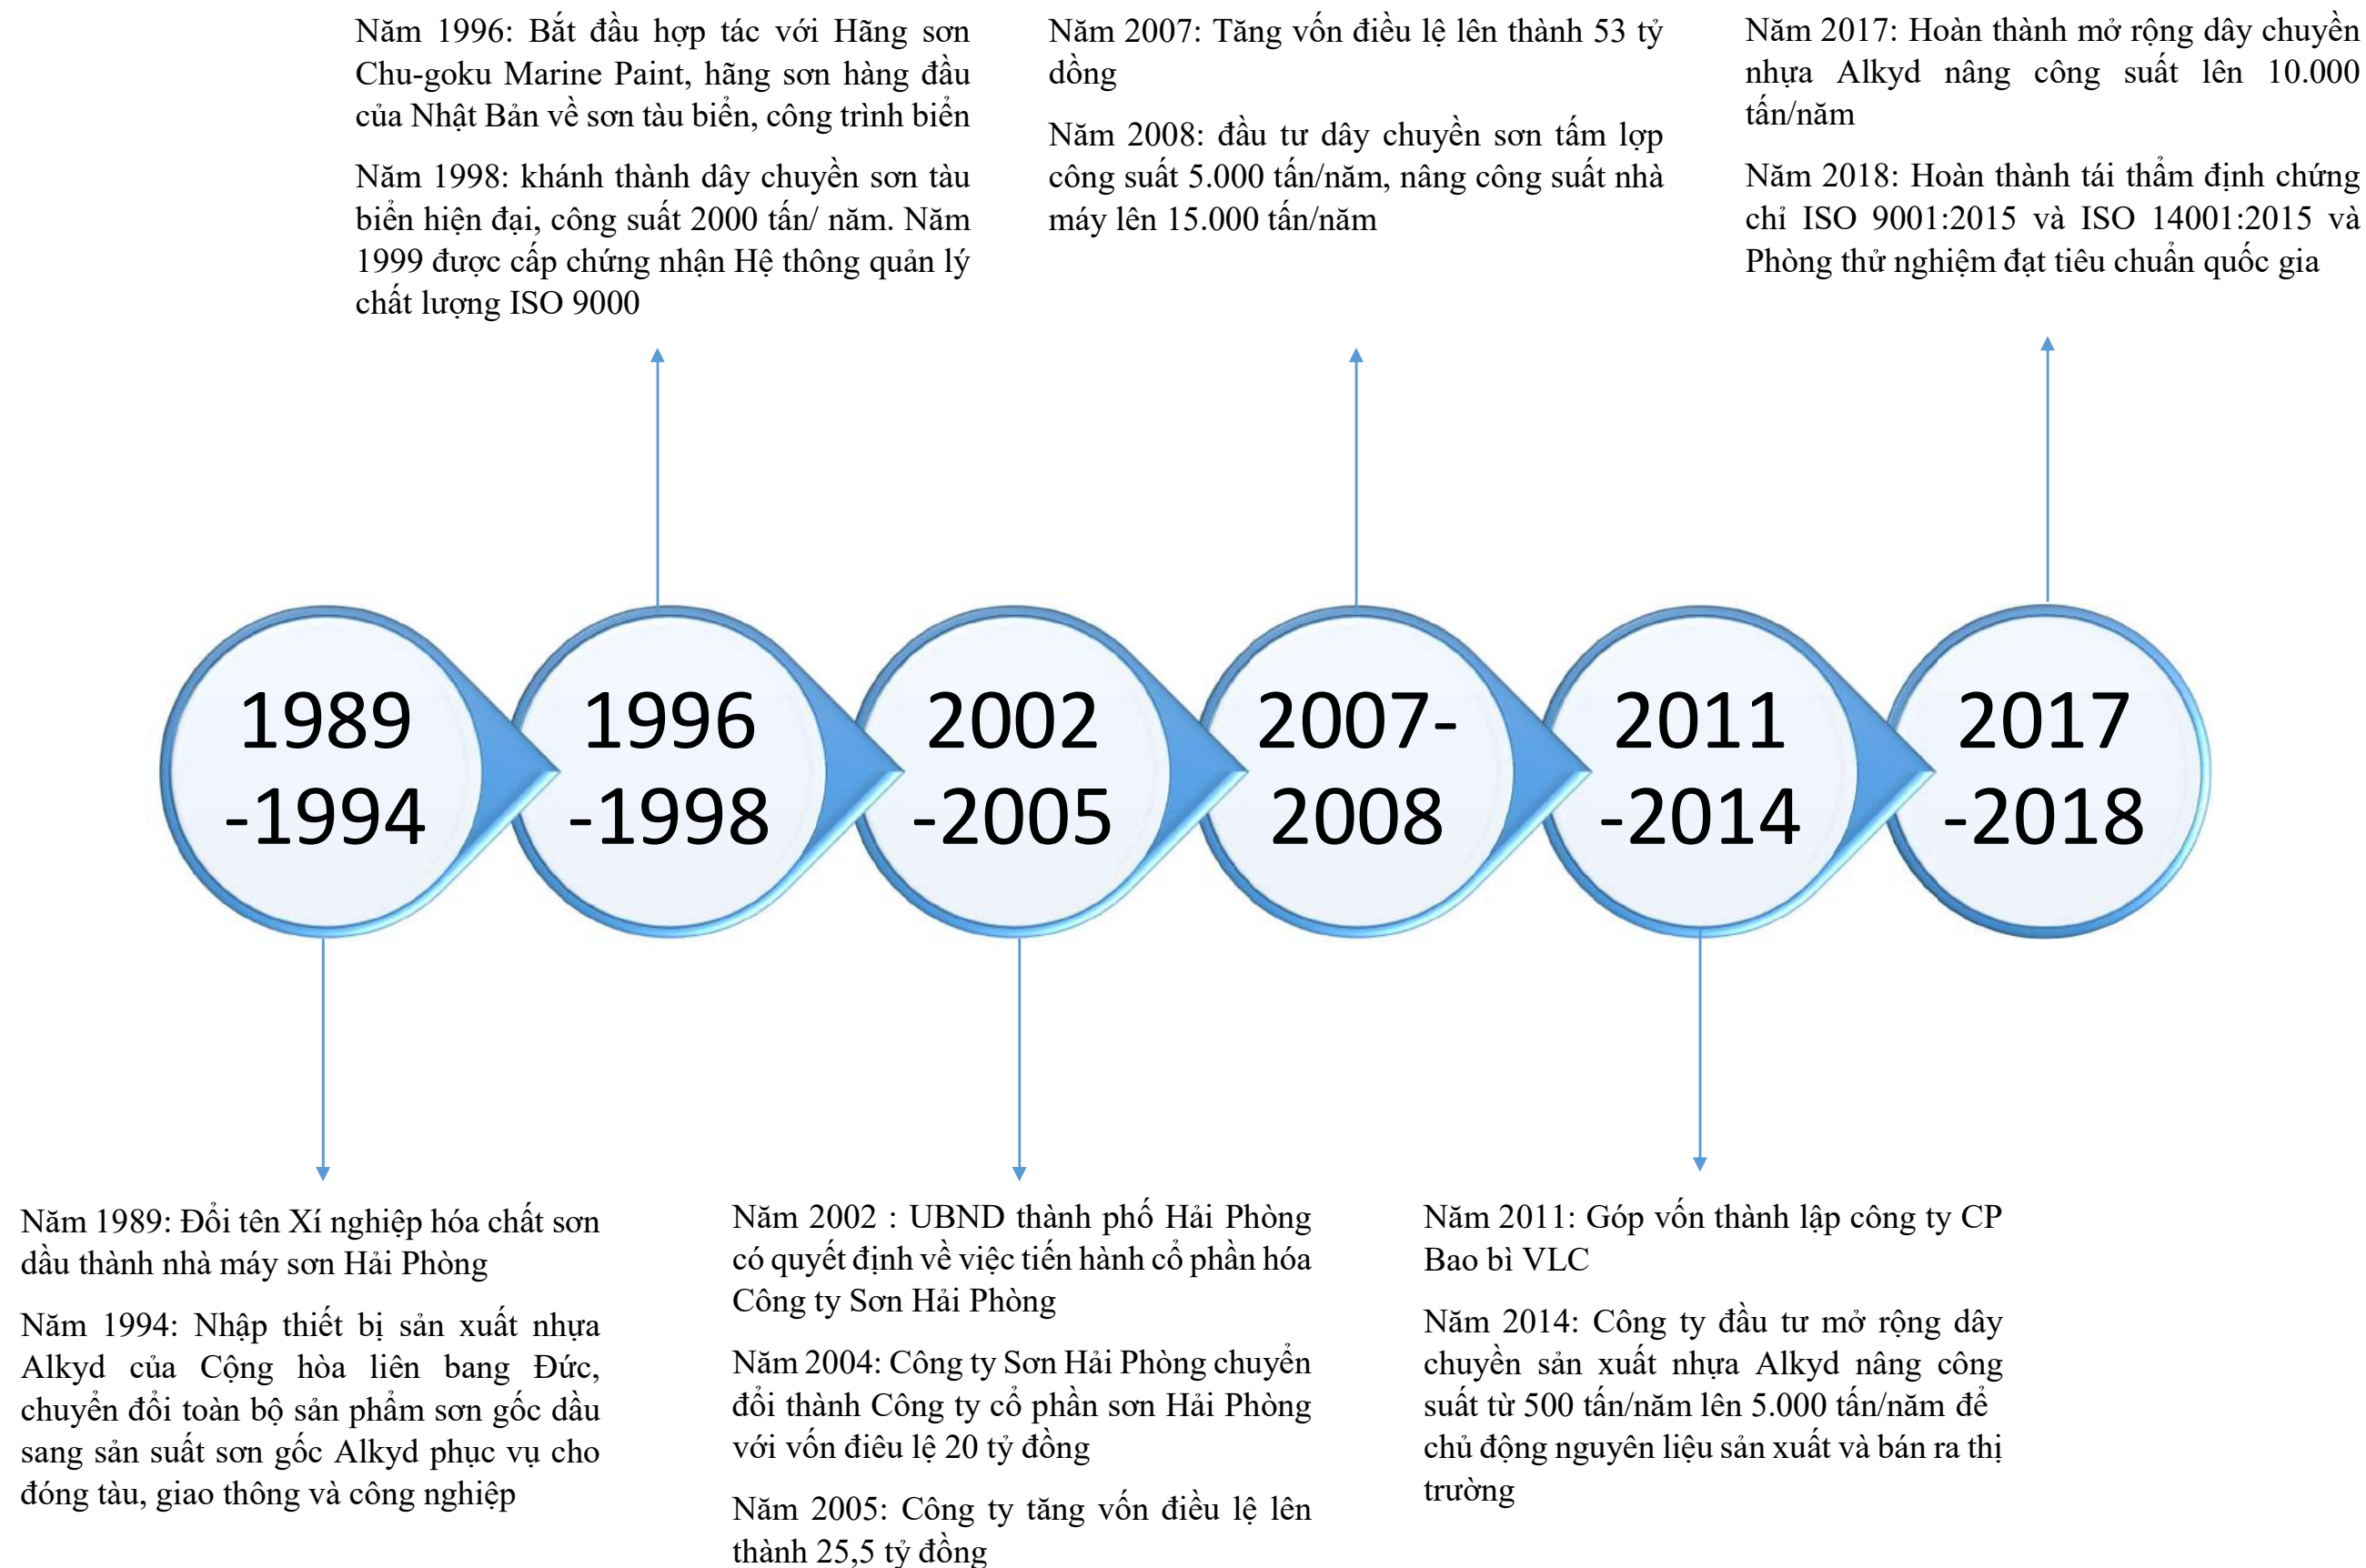 Năm 1996: Bắt đầu hợp tác với Hãng sơn
Chu-goku Marine Paint, hãng sơn hàng đầu
của Nhật Bản về sơn tàu biển, công trình biển
Năm 1998: khánh thành dây chuyền sơn tàu
biển hiện đại, công suất 2000 tấn/ năm. Năm
1999 được cấp chứng nhận Hệ thông quản lý
chất lượng ISO 9000
Năm 2007: Tăng vốn điều lệ lên thành 53 tỷ
dồng
Năm 2008: đầu tư dây chuyền sơn tấm lợp
công suất 5.000 tấn/năm, nâng công suất nhà
máy lên 15.000 tấn/năm
Năm 2017: Hoàn thành mở rộng dây chuyền
nhựa Alkyd nâng công suất lên 10.000
tấn/năm
Năm 2018: Hoàn thành tái thẩm định chứng
chỉ ISO 9001:2015 và ISO 14001:2015 và
Phòng thử nghiệm đạt tiêu chuẩn quốc gia
1989
-1994
1996
-1998
2002
-2005
2007-
2008
2011
-2014
2017
-2018
Năm 1989: Đổi tên Xí nghiệp hóa chất sơn
dầu thành nhà máy sơn Hải Phòng
Năm 1994: Nhập thiết bị sản xuất nhựa
Alkyd của Cộng hòa liên bang Đức,
chuyển đổi toàn bộ sản phẩm sơn gốc dầu
sang sản suất sơn gốc Alkyd phục vụ cho
đóng tàu, giao thông và công nghiệp
Năm 2002 : UBND thành phố Hải Phòng
có quyết định về việc tiến hành cổ phần hóa
Công ty Sơn Hải Phòng
Năm 2004: Công ty Sơn Hải Phòng chuyển
đổi thành Công ty cổ phần sơn Hải Phòng
với vốn điêu lệ 20 tỷ đồng
Năm 2005: Công ty tăng vốn điều lệ lên
thành 25,5 tỷ đồng
Năm 2011: Góp vốn thành lập công ty CP
Bao bì VLC
Năm 2014: Công ty đầu tư mở rộng dây
chuyền sản xuất nhựa Alkyd nâng công
suất từ 500 tấn/năm lên 5.000 tấn/năm để
chủ động nguyên liệu sản xuất và bán ra thị
trường